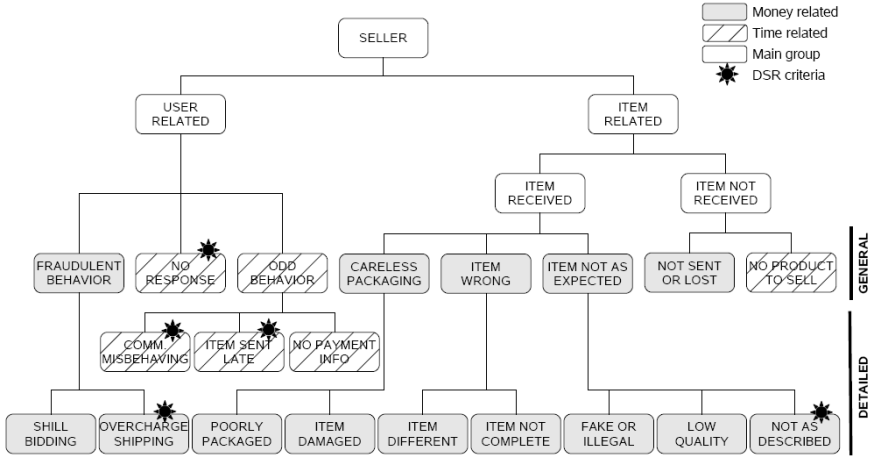 Money related
Time related
Main group
DSR criteria
SELLER
USER
RELATED
ITEM
RELATED
ITEM
RECEIVED
ITEM NOT
RECEIVED
FRAUDULENT
BEHAVIOR
NO
RESPONSE
ODD
BEHAVIOR
CARELESS
PACKAGING
ITEM
WRONG
ITEM NOT AS
EXPECTED
NOT SENT
OR LOST
NO PRODUCT
TO SELL
GENERAL
COMM.
MISBEHAVING
ITEM SENT
LATE
NO PAYMENT
INFO
DETAILED
SHILL
BIDDING
OVERCHARGE
SHIPPING
POORLY
PACKAGED
ITEM
DAMAGED
ITEM
DIFFERENT
ITEM NOT
COMPLETE
FAKE OR
ILLEGAL
LOW
QUALITY
NOT AS
DESCRIBED